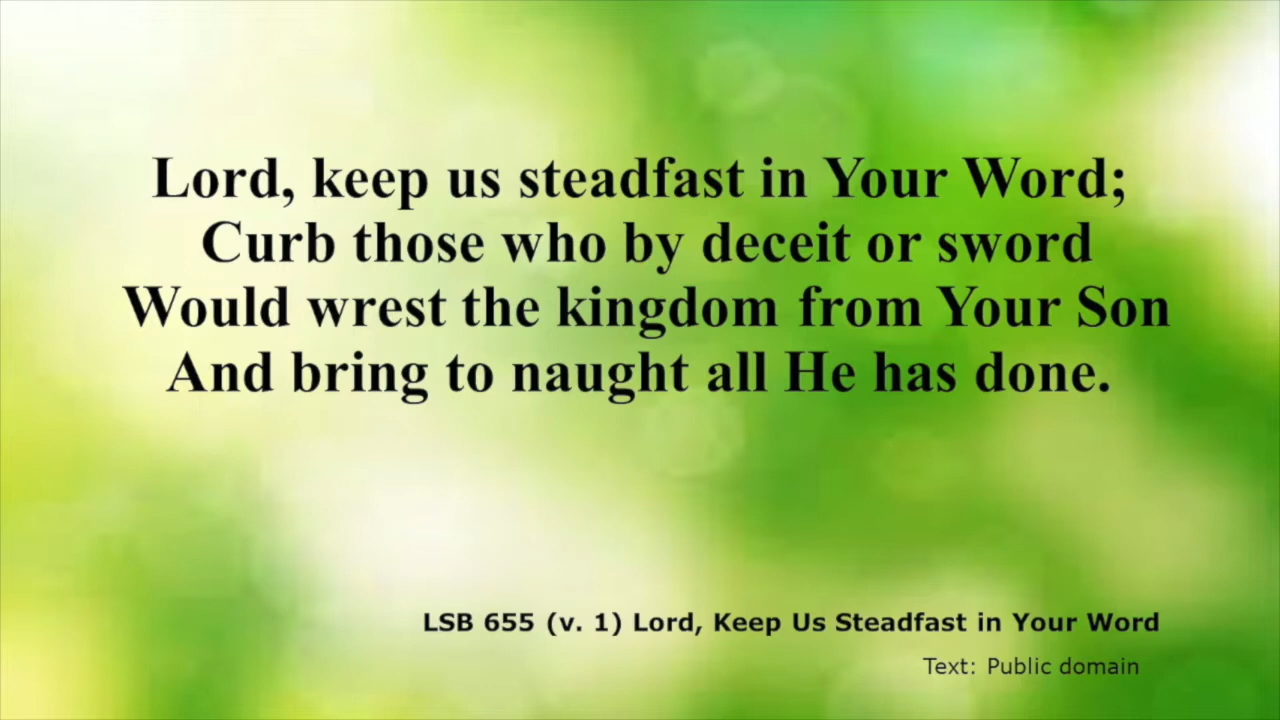 Lord, keep us steadfast in Your Word;
Curb those who by deceit or sword
Would wrest the kingdom from Your Son
And bring to naught all He has done.
LSB 655 (v. 1) Lord, Keep Us Steadfast in Your Word
Text: Public domain